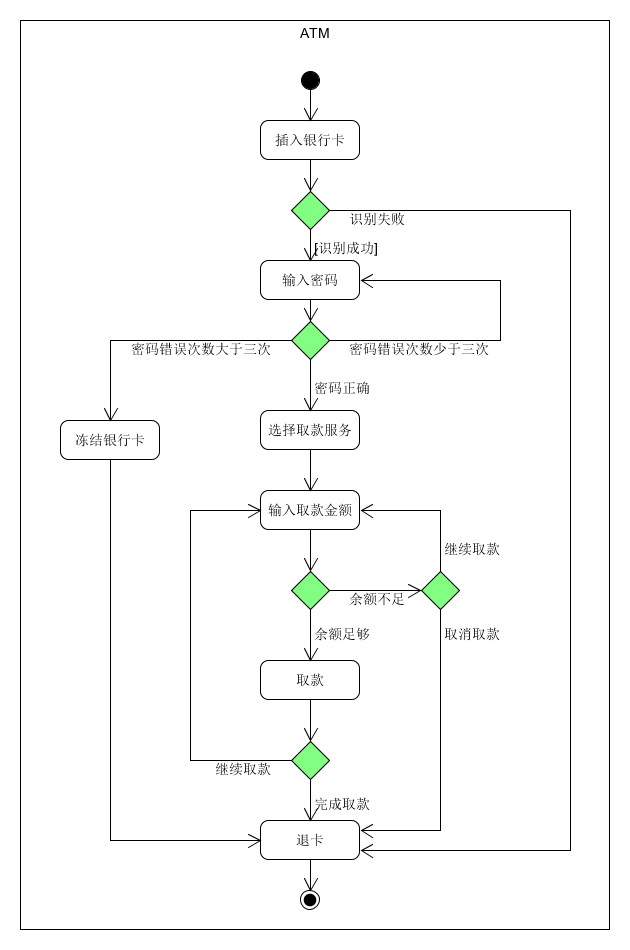 ATM
插入银行卡
识别失败
[识别成功]
输入密码
密码错误次数大于三次
密码错误次数少于三次
密码正确
冻结银行卡
选择取款服务
输入取款金额
继续取款
余额不足
余额足够
取消取款
取款
继续取款
完成取款
退卡